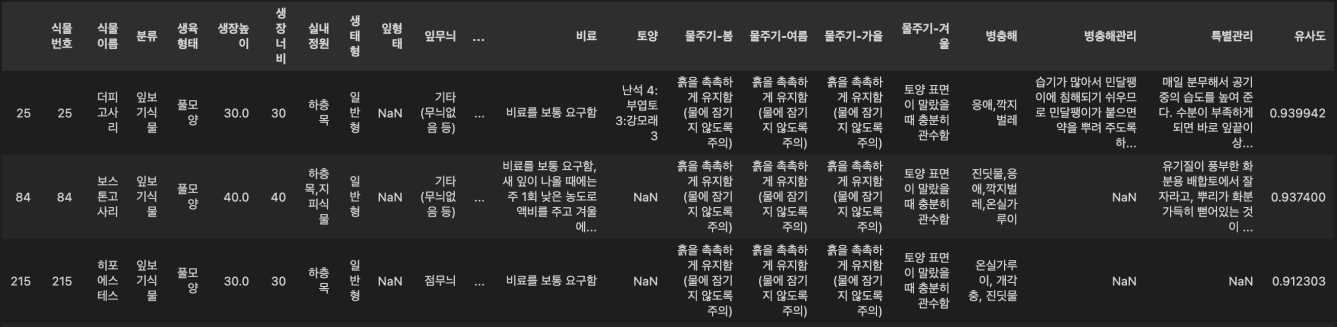 식물번호 식물이름 분류 생육형태 생장높이 생장너비 실내정원 생태형 잎형태 잎무늬 ... 비료 토양 물주기-봄 물주기-여름 물주기-가을 물주기-겨울 병충해 병충해관리 특별관리 유사도
25 25 더피고사리 잎보기식물 풀모양 30.0 30 하층목 일반형 NaN 기타(무늬없음 등) ... 비료를 보통 요구함 난석 4:부엽토 3:강모래 3 흙을 촉촉하게 유지함(물에 잠기지 않도록 주의) 흙을 촉촉하게 유지함(물에 잠기지 않도록 주의) 흙을 촉촉하게 유지함(물에 잠기지 않도록 주의) 토양 표면이 말랐을때 충분히 관수함 응애,깍지벌레 습기가 많아서 민달팽이에 침해되기 쉬우므로 민달팽이가 붙으면 약을 뿌려 주도록 하... 매일 분무해서 공기 중의 습도를 높여 준다. 수분이 부족하게 되면 바로 잎끝이 상... 0.939942
84 84 보스톤고사리 잎보기식물 풀모양 40.0 40 하층목,지피식물 일반형 NaN 기타(무늬없음 등) ... 비료를 보통 요구함, 새 잎이 나올 때에는 주 1회 낮은 농도로 액비를 주고 겨울에... NaN 흙을 촉촉하게 유지함(물에 잠기지 않도록 주의) 흙을 촉촉하게 유지함(물에 잠기지 않도록 주의) 흙을 촉촉하게 유지함(물에 잠기지 않도록 주의) 토양 표면이 말랐을때 충분히 관수함 진딧물,응애,깍지벌레,온실가루이 NaN 유기질이 풍부한 화분용 배합토에서 잘 자라고, 뿌리가 화분 가득히 뻗어있는 것이 ... 0.937400
215 215 히포에스테스 잎보기식물 풀모양 30.0 30 하층목 일반형 NaN 점무늬 ... 비료를 보통 요구함 NaN 흙을 촉촉하게 유지함(물에 잠기지 않도록 주의) 흙을 촉촉하게 유지함(물에 잠기지 않도록 주의) 흙을 촉촉하게 유지함(물에 잠기지 않도록 주의) 토양 표면이 말랐을때 충분히 관수함 온실가루이, 개각충, 진딧물 NaN NaN 0.912303